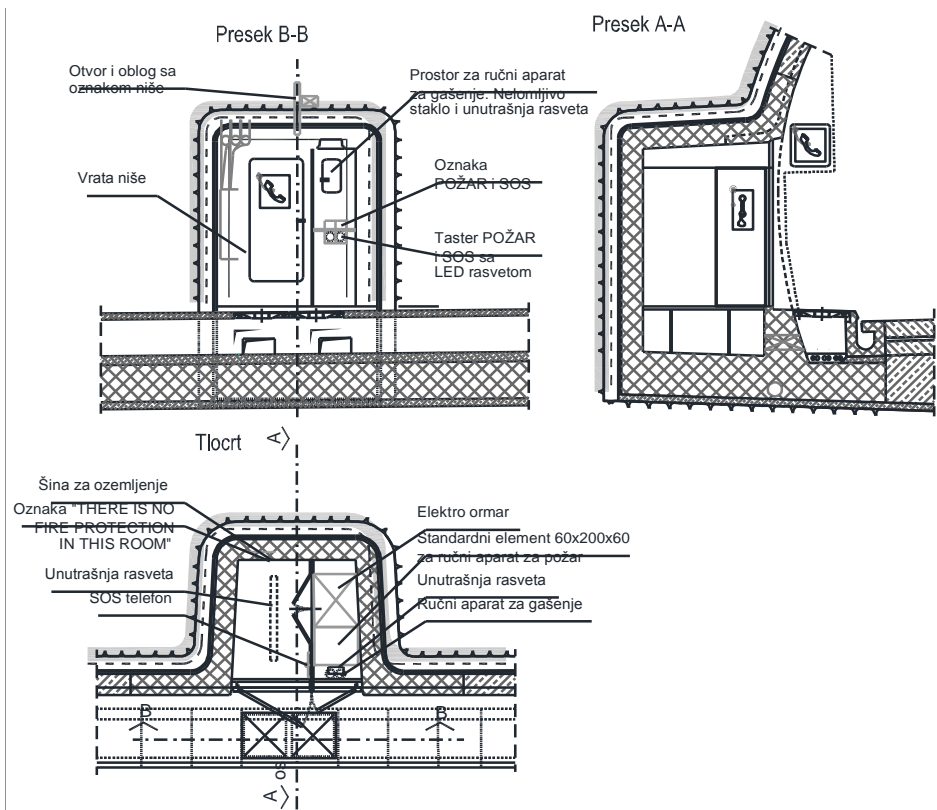 Presek B-B
Presek A-A
Otvor i oblog sa
oznakom niše
Prostor za ručni aparat
za gašenje. Nelomljivo
staklo i unutrašnja rasveta
Vrata niše
Oznaka
POŽAR i SOS
Taster POŽAR
i SOS sa
LED rasvetom
Tlocrt
A
Šina za ozemljenje
Oznaka "THERE IS NO
FIRE PROTECTION
IN THIS ROOM"
Unutrašnja rasveta
SOS telefon
Elektro ormar
Standardni element 60x200x60
za ručni aparat za požar
Unutrašnja rasveta
Ručni aparat za gašenje
B
B
os
A